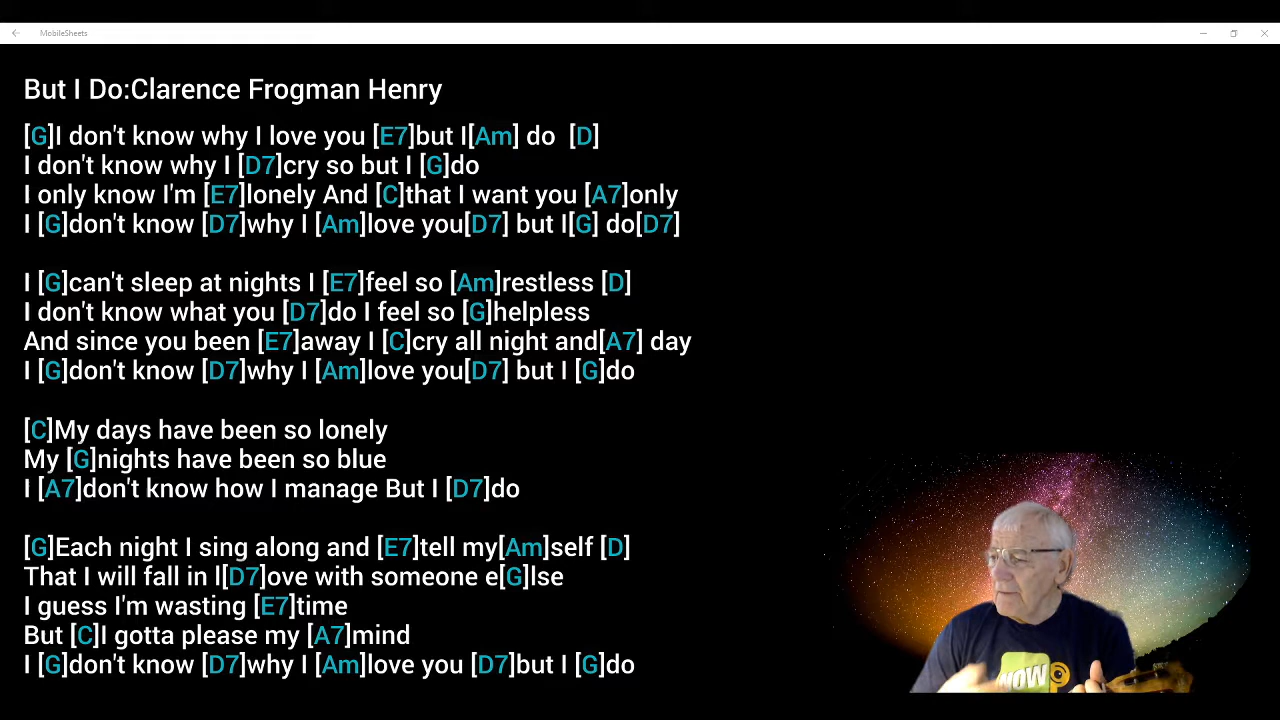 MobileSheets
But I Do:Clarence Frogman Henry
[G]I don't know why I love you [E7]but I[Am] do [D]
I don't know why I [D7]cry so but I [G]do
I only know I'm [E7]lonely And [C]that I want you [A7]only
I [G]don't know [D7]why I [Am]love you[D7] but I[G] do[D7]
I [G]can't sleep at nights I [E7]feel so [Am]restless [D]
I don't know what you [D7]do I feel so [G]helpless
And since you been [E7]away I [C]cry all night and[A7] day
I [G]don't know [D7]why I [Am]love you[D7] but I [G]do
[C]My days have been so lonely
My [G]nights have been so blue
I [A7]don't know how I manage But I [D7]do
[G]Each night I sing along and [E7]tell my[Am]self [D]
That I will fall in l[D7]ove with someone e[G]lse
I guess I'm wasting [E7]time
But [C]I gotta please my [A7]mind
I [G]don't know [D7]why I [Am]love you [D7]but I [G]do
NOW